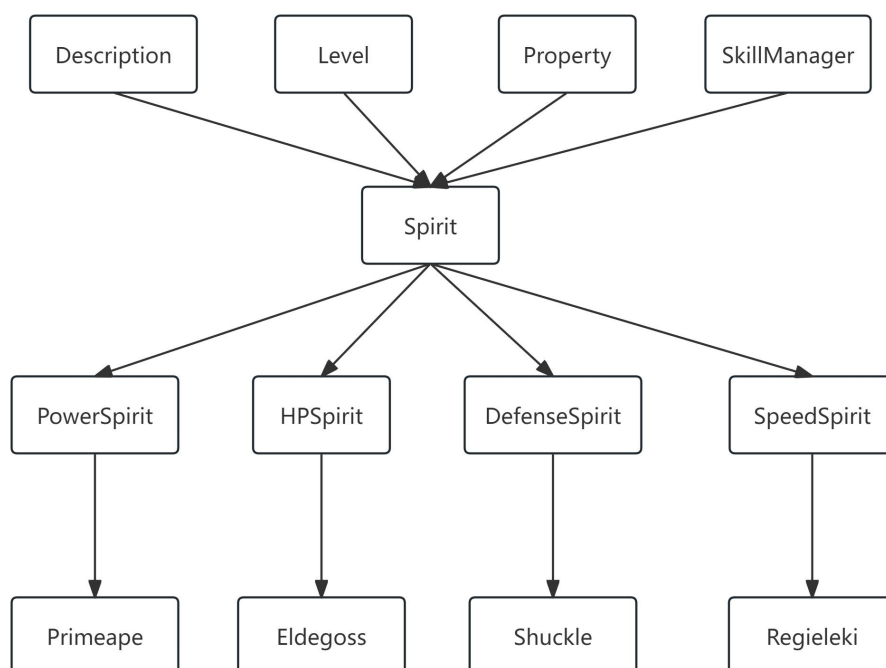 Description
Level
Property
SkillManager
Spirit
PowerSpirit
HPSpirit
DefenseSpirit
SpeedSpirit
Primeape
Eldegoss
Shuckle
Regieleki